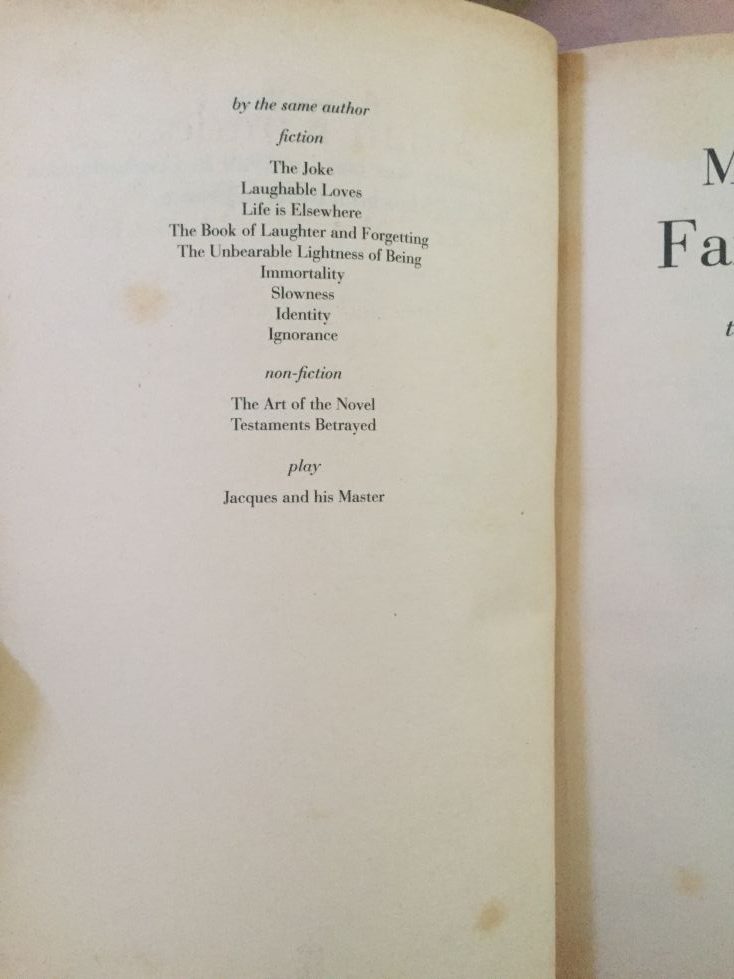 by the same author
fiction
The Joke
Laughable Loves
Life is Elsewhere
The Book of Laughter and Forgetting
The Unbearable Lightness of Being
Immortality
Slowness
Identity
Ignorance
non-fiction
The Art of the Novel
Testaments Betrayed
play
Jacques and his Master
M
Fa
t